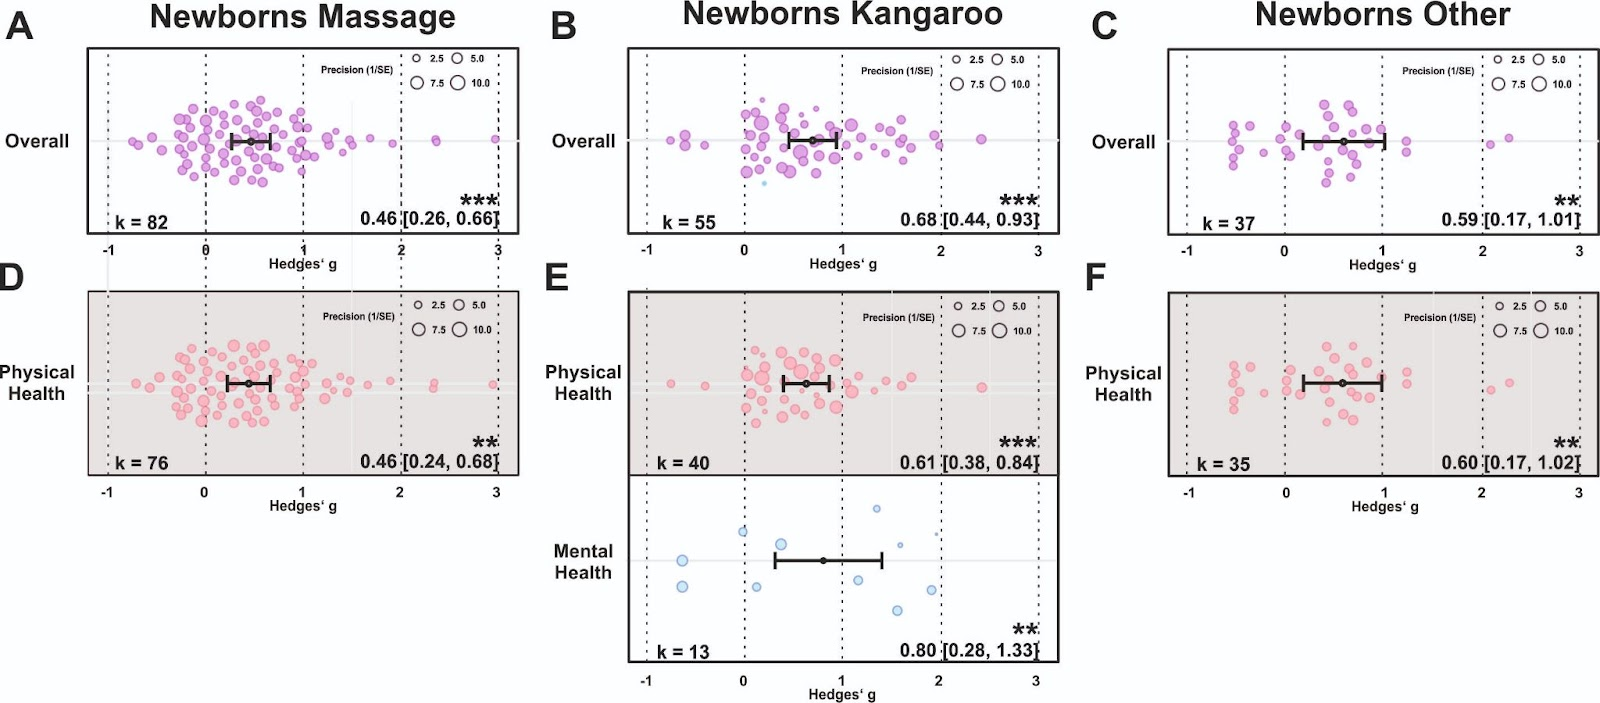 A Newborns Massage
B Newborns Kangaroo
C Newborns Other
Overall
Precision (1/SE)
2.5 5.0
7.5 10.0
k = 82
***
0.46 [0.26, 0.66]
-1 0 1 2 3
Hedges‘ g
Overall
Precision (1/SE)
2.5 5.0
7.5 10.0
k = 55
***
0.68 [0.44, 0.93]
-1 0 1 2 3
Hedges‘ g
Overall
Precision (1/SE)
2.5 5.0
7.5 10.0
k = 37
**
0.59 [0.17, 1.01]
-1 0 1 2 3
Hedges‘ g
D
Physical
Health
Precision (1/SE)
2.5 5.0
7.5 10.0
k = 76
**
0.46 [0.24, 0.68]
-1 0 1 2 3
Hedges‘ g
E
Physical
Health
Precision (1/SE)
2.5 5.0
7.5 10.0
k = 40
***
0.61 [0.38, 0.84]
Mental
Health
k = 13
**
0.80 [0.28, 1.33]
-1 0 1 2 3
Hedges‘ g
F
Physical
Health
Precision (1/SE)
2.5 5.0
7.5 10.0
k = 35
**
0.60 [0.17, 1.02]
-1 0 1 2 3
Hedges‘ g